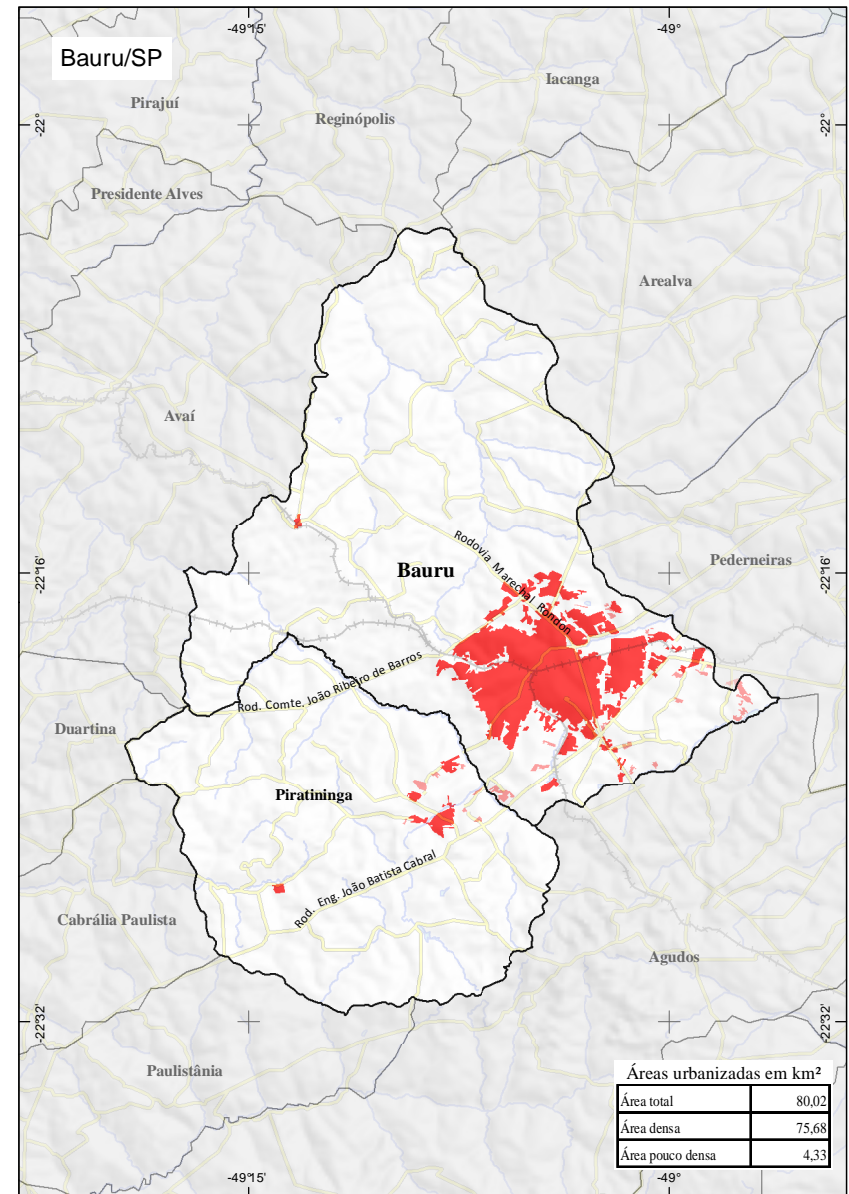 -49°15'
-49°
Bauru/SP
Iacanga
Pirajuí
Reginópolis
-22°
-22°
Presidente Alves
Arealva
Avaí
Rodovia Marechal Rondon
Pederneiras
Bauru
-22°16'
-22°16'
Rod. Comte. João Ribeiro de Barros
Duartina
Piratininga
Rod. Eng. João Batista Cabral
Cabrália Paulista
Agudos
-22°32'
-22°32'
Paulistânia
Áreas urbanizadas em km²
Área total 80,02
Área densa 75,68
Área pouco densa 4,33
-49°15'
-49°